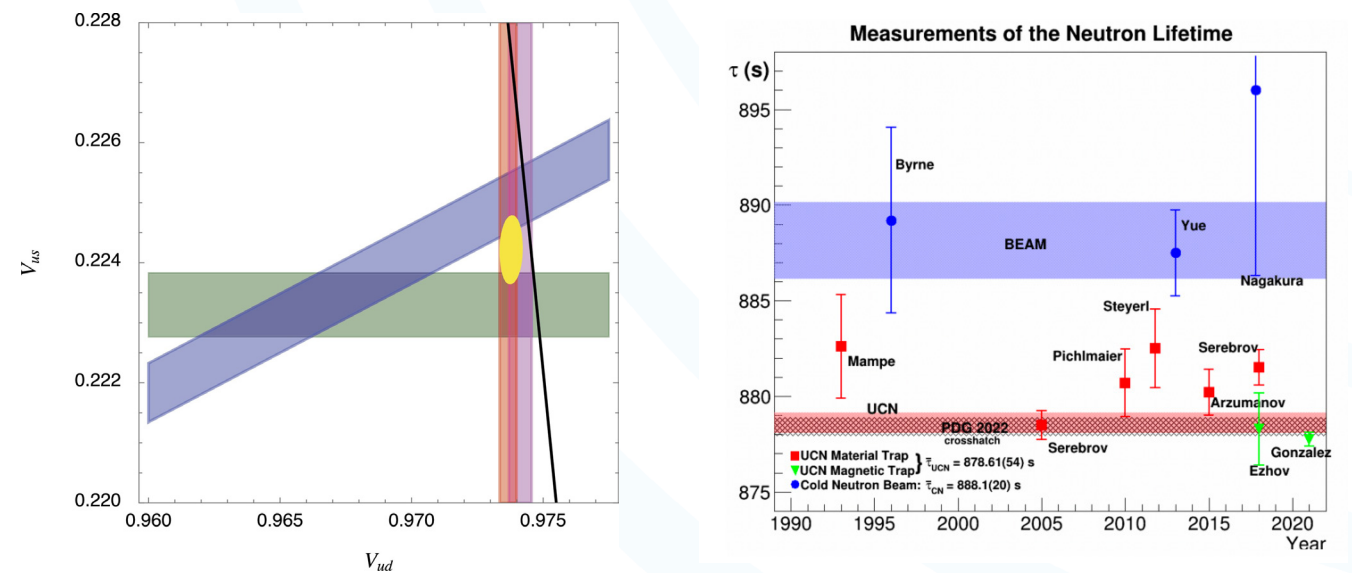 0.228
0.226
0.224
0.222
0.220
V_us
0.960
0.965
0.970
0.975
V_ud
Measurements of the Neutron Lifetime
τ (s)
895
890
885
880
875
Byrne
BEAM
Yue
Nagakura
Steyerl
Pichlmaier
Serebrov
Mampe
Arzumanov
UCN
PDG 2022
crosshatch
Serebrov
Gonzalez
Ezhov
UCN Material Trap
UCN Magnetic Trap
} τ̄_UCN = 878.61(54) s
Cold Neutron Beam: τ̄_CN = 888.1(20) s
1990 1995 2000 2005 2010 2015 2020
Year